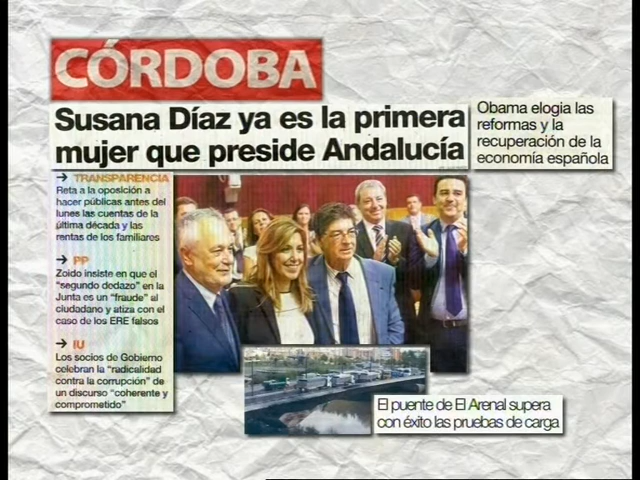 CÓRDOBA
Susana Díaz ya es la primera
mujer que preside Andalucía
Obama elogia las
reformas y la
recuperación de la
economía española
→ TRANSPARENCIA
Reta a la oposición a
hacer públicas antes del
lunes las cuentas de la
última década y las
rentas de los familiares
→ PP
Zoido insiste en que el
“segundo dedazo” en la
Junta es un “fraude” al
ciudadano y atiza con el
caso de los ERE falsos
→ IU
Los socios de Gobierno
celebran la “radicalidad
contra la corrupción” de
un discurso “coherente y
comprometido”
El puente de El Arenal supera
con éxito las pruebas de carga